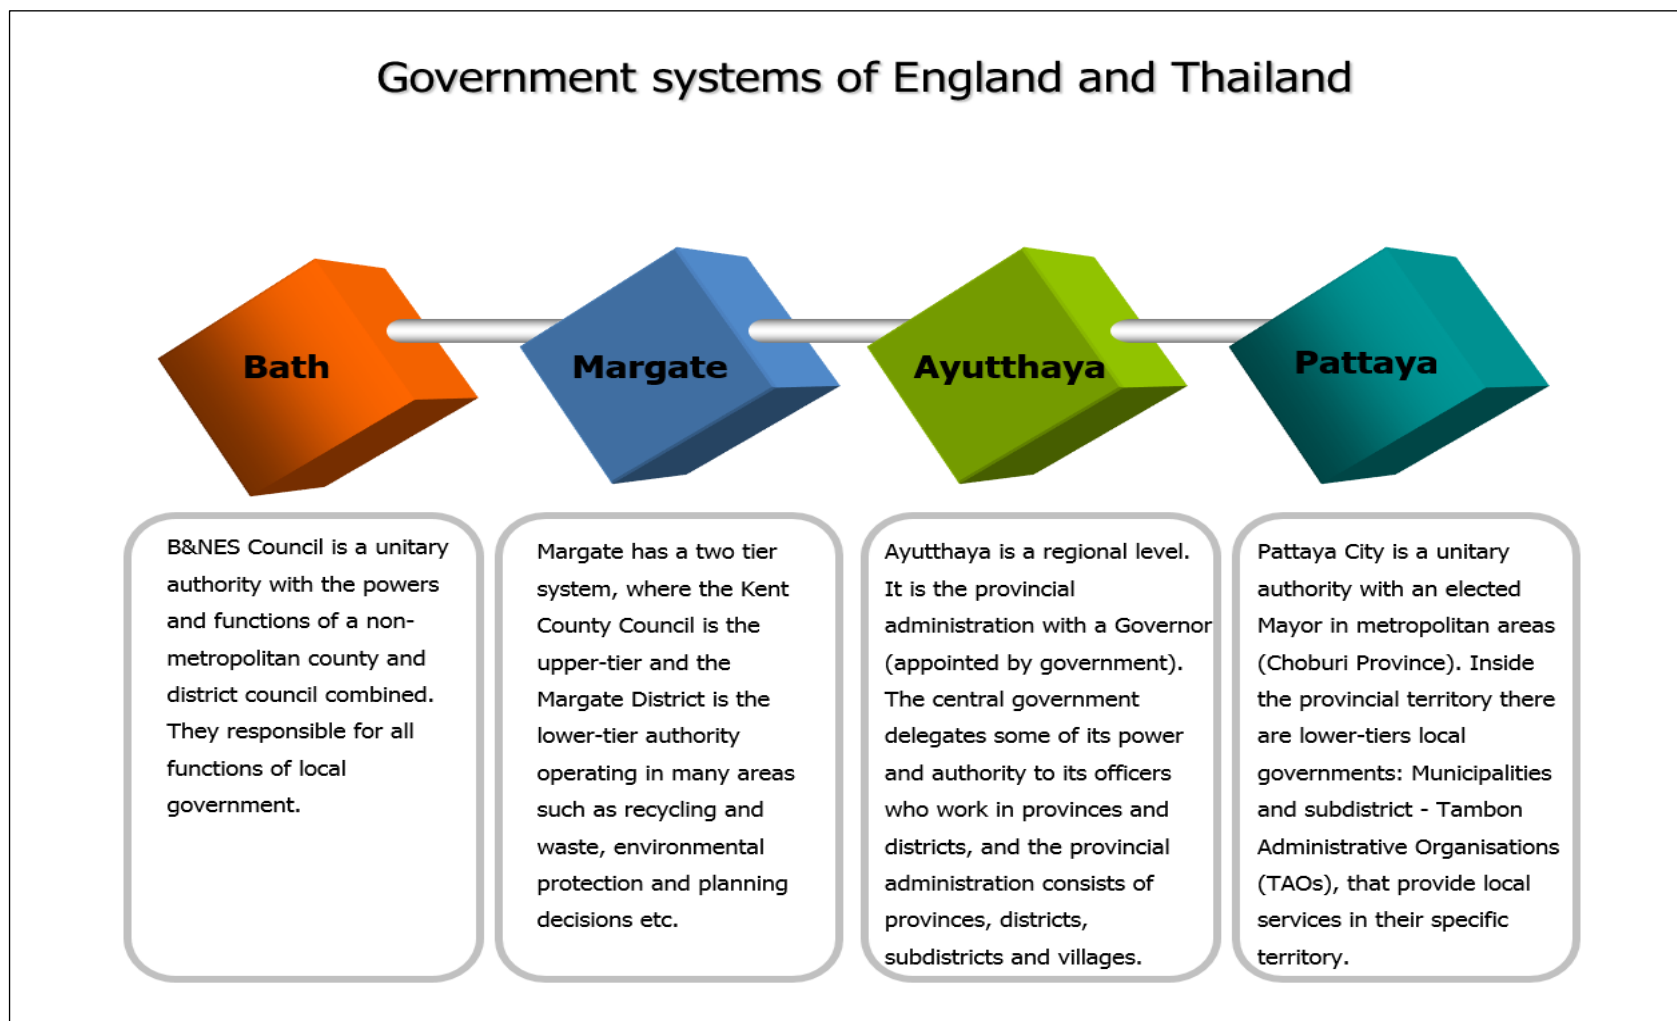 Government systems of England and Thailand
Bath
Margate
Ayutthaya
Pattaya
B&NES Council is a unitary
authority with the powers
and functions of a non-
metropolitan county and
district council combined.
They responsible for all
functions of local
government.
Margate has a two tier
system, where the Kent
County Council is the
upper-tier and the
Margate District is the
lower-tier authority
operating in many areas
such as recycling and
waste, environmental
protection and planning
decisions etc.
Ayutthaya is a regional level.
It is the provincial
administration with a Governor
(appointed by government).
The central government
delegates some of its power
and authority to its officers
who work in provinces and
districts, and the provincial
administration consists of
provinces, districts,
subdistricts and villages.
Pattaya City is a unitary
authority with an elected
Mayor in metropolitan areas
(Choburi Province). Inside
the provincial territory there
are lower-tiers local
governments: Municipalities
and subdistrict - Tambon
Administrative Organisations
(TAOs), that provide local
services in their specific
territory.